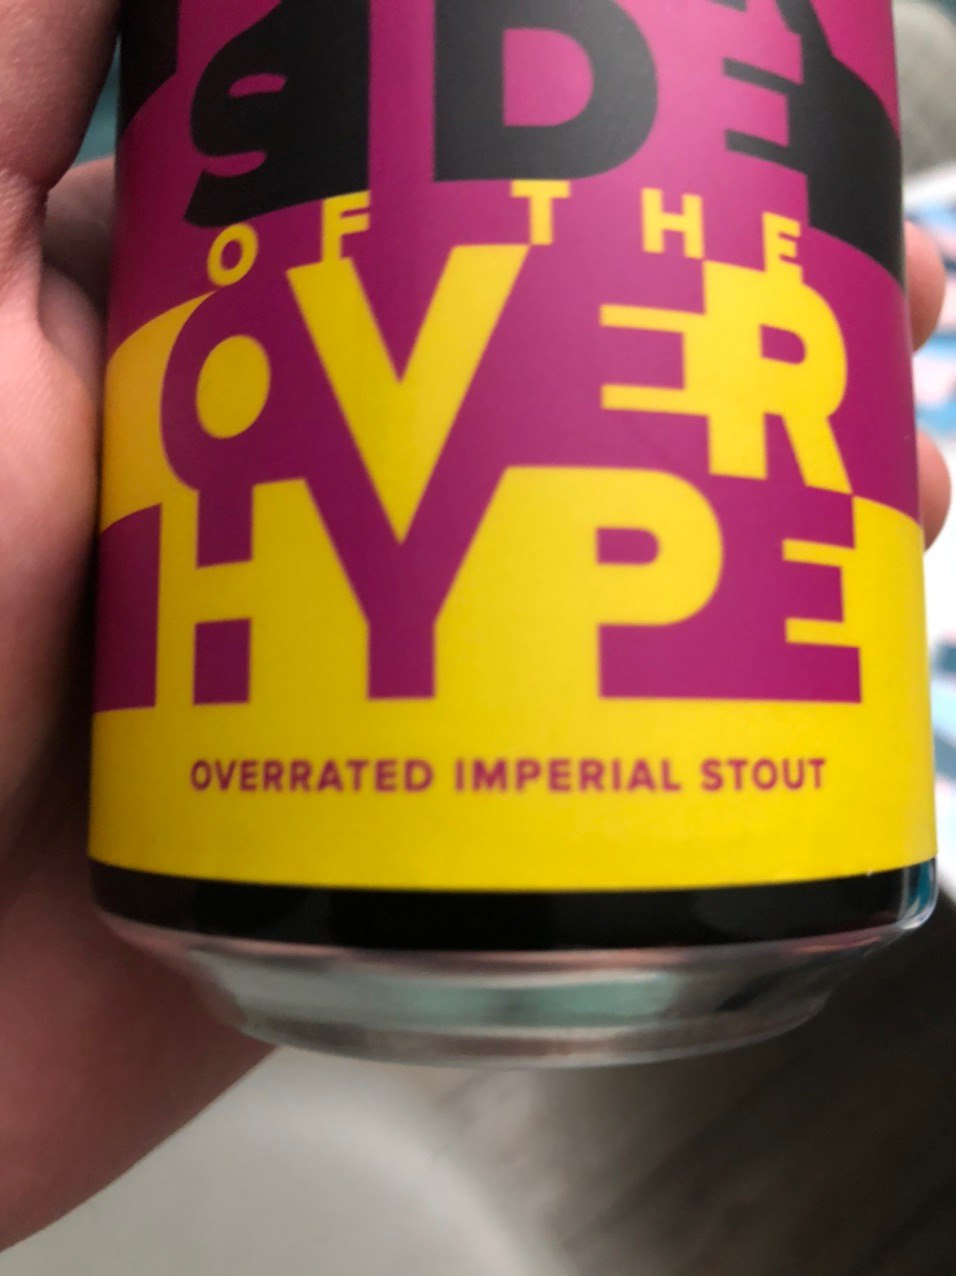 OF THE
OVER
HYPE
OVERRATED IMPERIAL STOUT